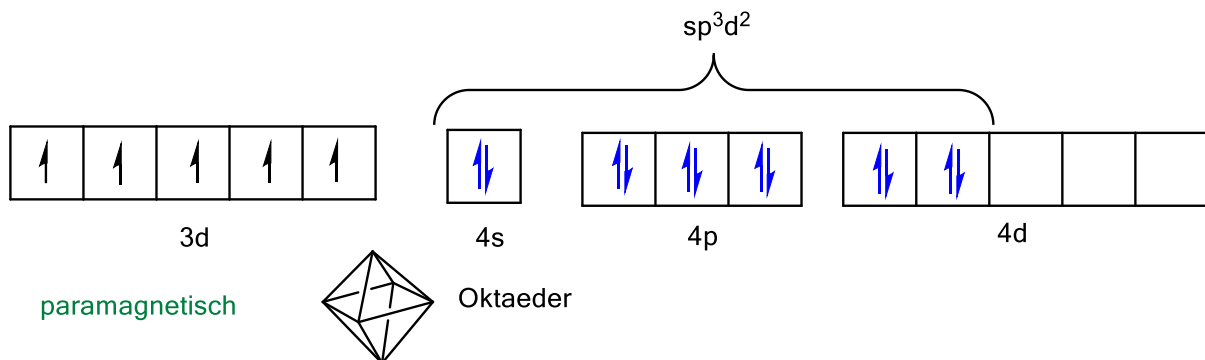 sp³d²
3d
4s
4p
4d
paramagnetisch
Oktaeder